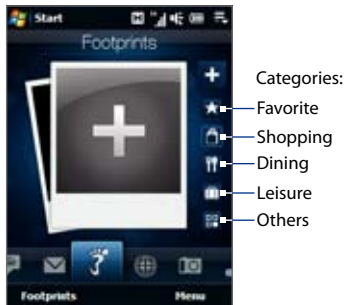 Start
Footprints
Categories:
Favorite
Shopping
Dining
Leisure
Others
Footprints
Menu